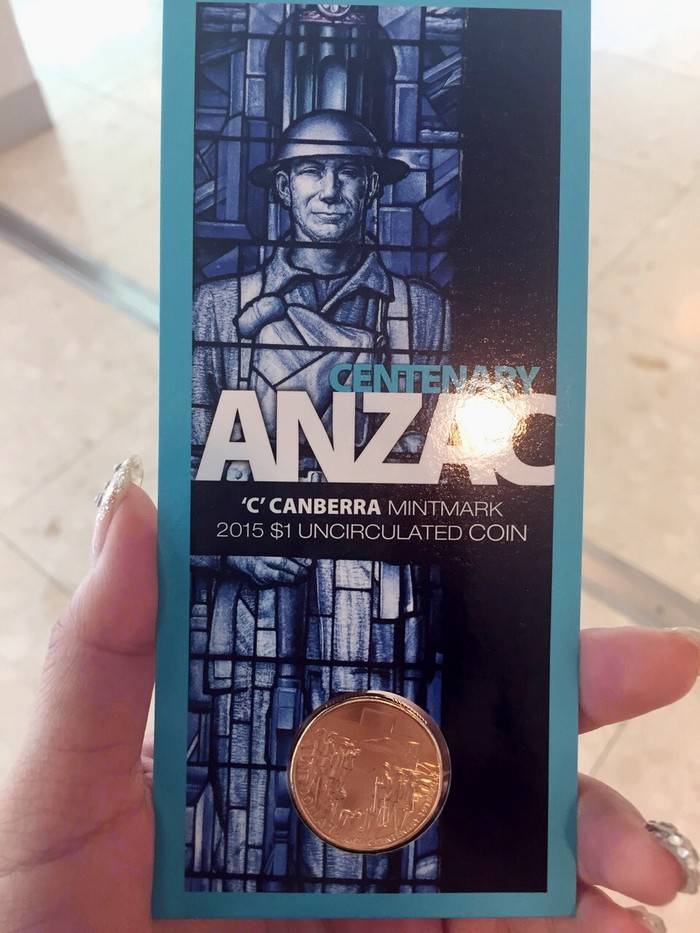 CENTENARY
ANZAC
'C' CANBERRA MINTMARK
2015 $1 UNCIRCULATED COIN